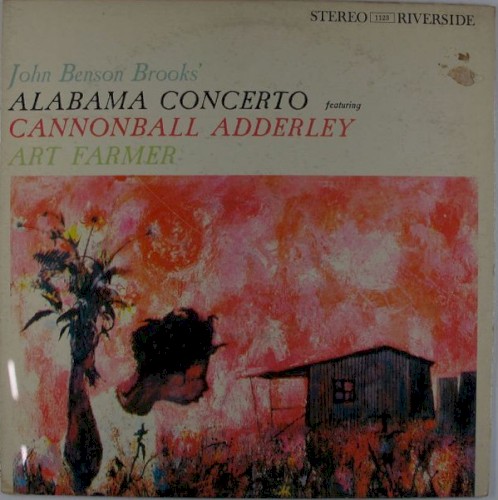 STEREO 1123 RIVERSIDE
John Benson Brooks'
ALABAMA CONCERTO featuring
CANNONBALL ADDERLEY
ART FARMER